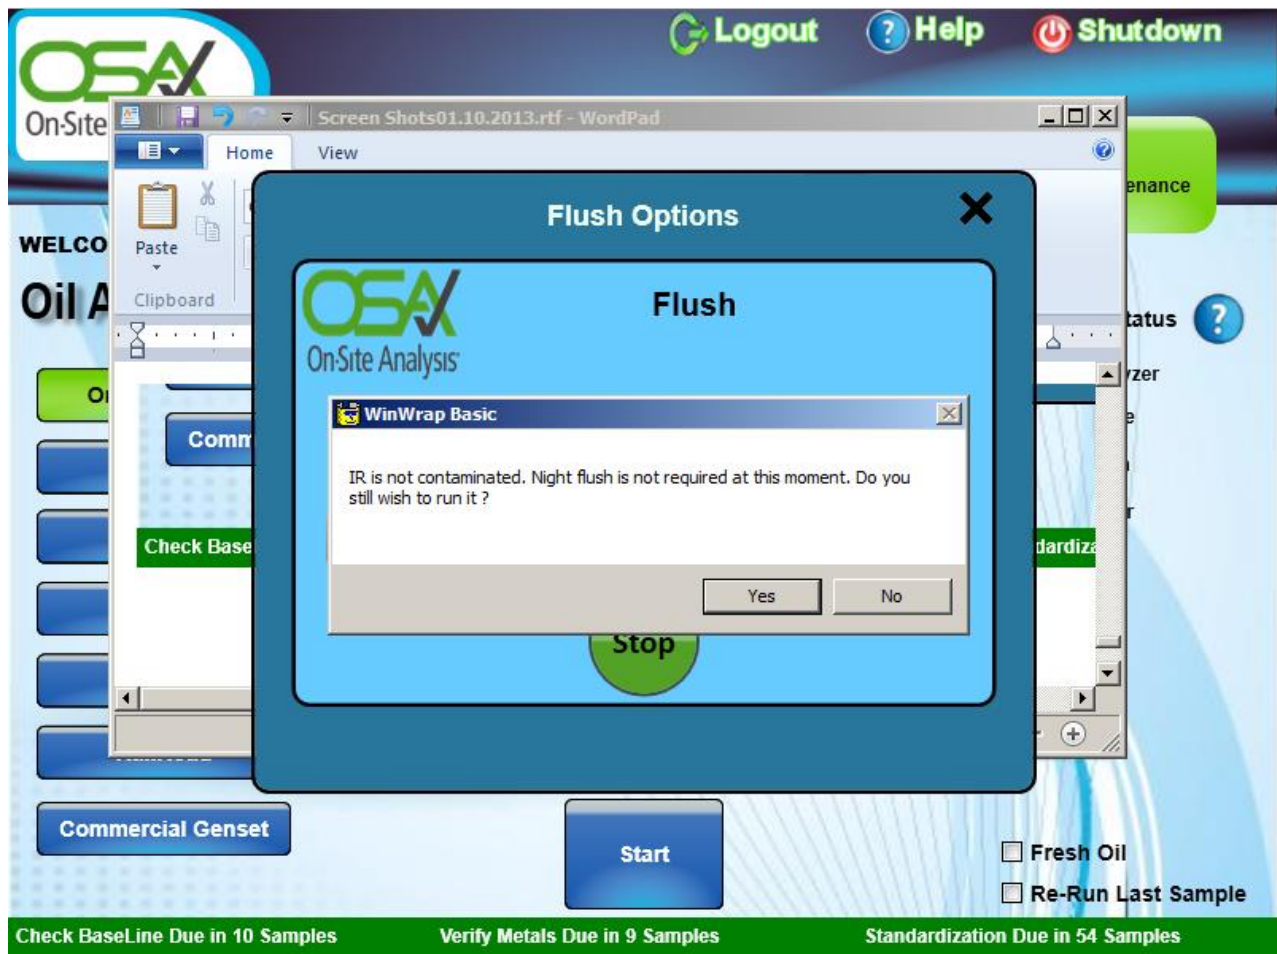 Logout
Help
Shutdown
OSA
On-Site
Screen Shots01.10.2013.rtf - WordPad
Home
View
enance
Paste
Clipboard
Flush Options
WELCO
Oil A
OSA
On-Site Analysis
Flush
tatus
yzer
Comm
WinWrap Basic
IR is not contaminated. Night flush is not required at this moment. Do you
still wish to run it ?
Yes
No
Check Base
dardiza
Stop
Commercial Genset
Start
Fresh Oil
Re-Run Last Sample
Check BaseLine Due in 10 Samples
Verify Metals Due in 9 Samples
Standardization Due in 54 Samples